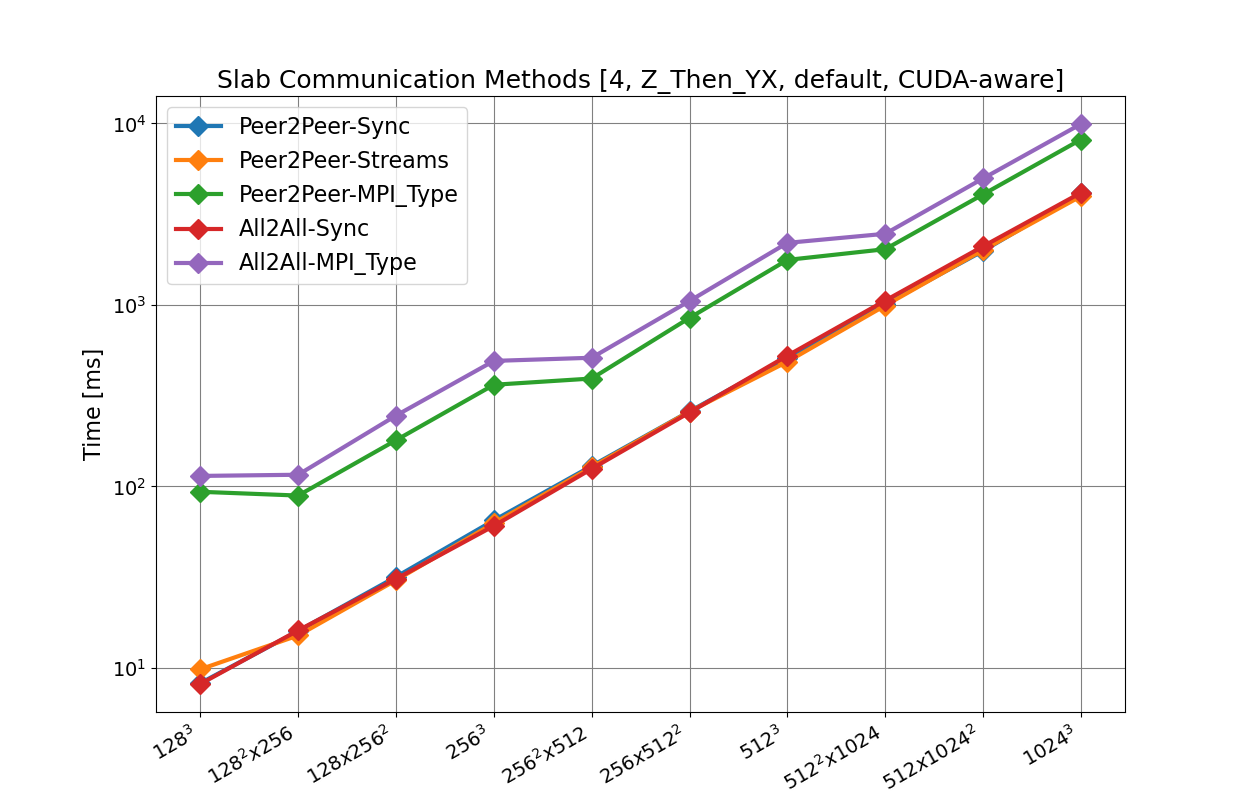 Slab Communication Methods [4, Z_Then_YX, default, CUDA-aware]
Peer2Peer-Sync
Peer2Peer-Streams
Peer2Peer-MPI_Type
All2All-Sync
All2All-MPI_Type
Time [ms]
10⁴
10³
10²
10¹
128³
128²x256
128x256²
256³
256²x512
256x512²
512³
512²x1024
512x1024²
1024³